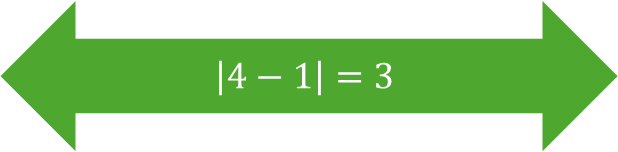 |4 − 1| = 3